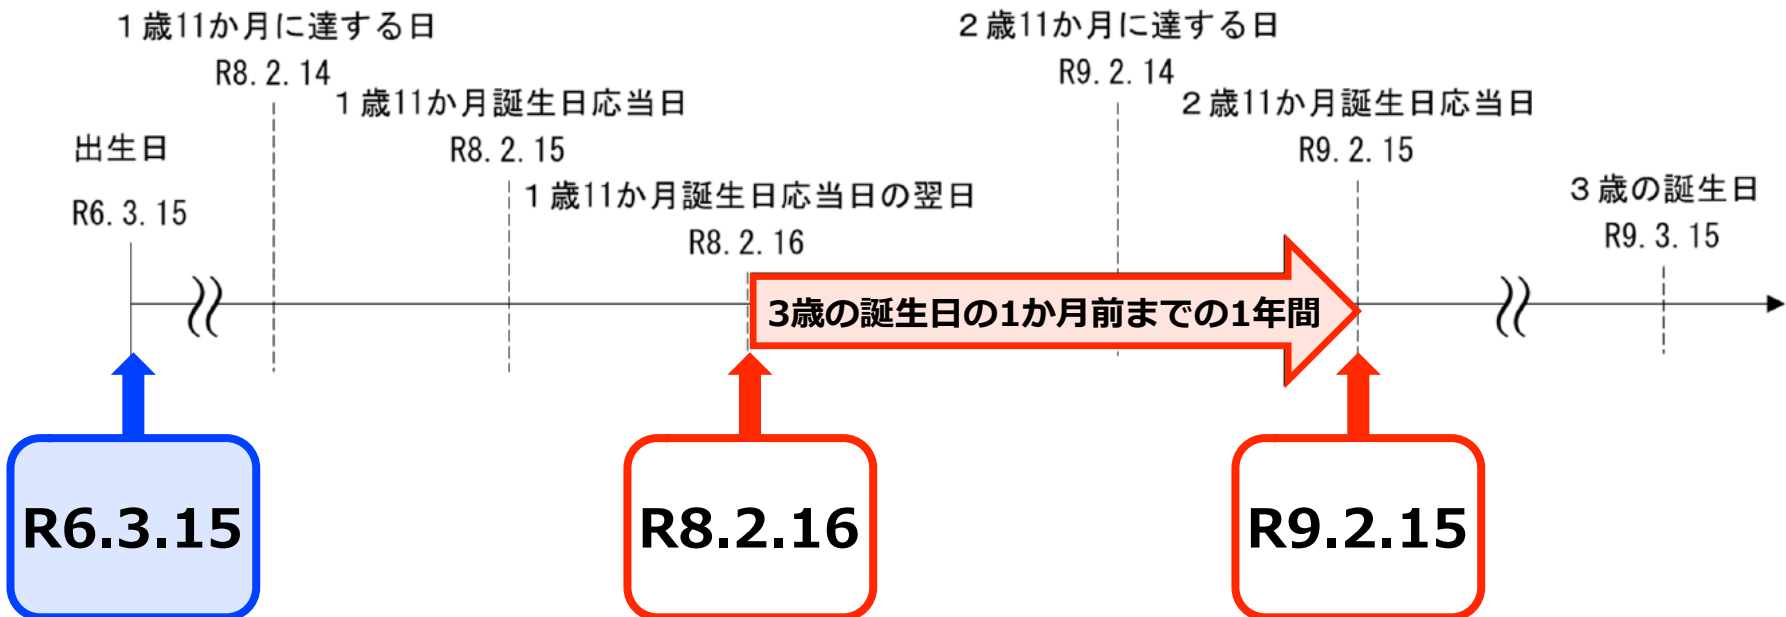 １歳11か月に達する日
R8.2.14
２歳11か月に達する日
R9.2.14
１歳11か月誕生日応当日
R8.2.15
２歳11か月誕生日応当日
R9.2.15
出生日
R6.3.15
１歳11か月誕生日応当日の翌日
R8.2.16
３歳の誕生日
R9.3.15
3歳の誕生日の1か月前までの1年間
R6.3.15
R8.2.16
R9.2.15